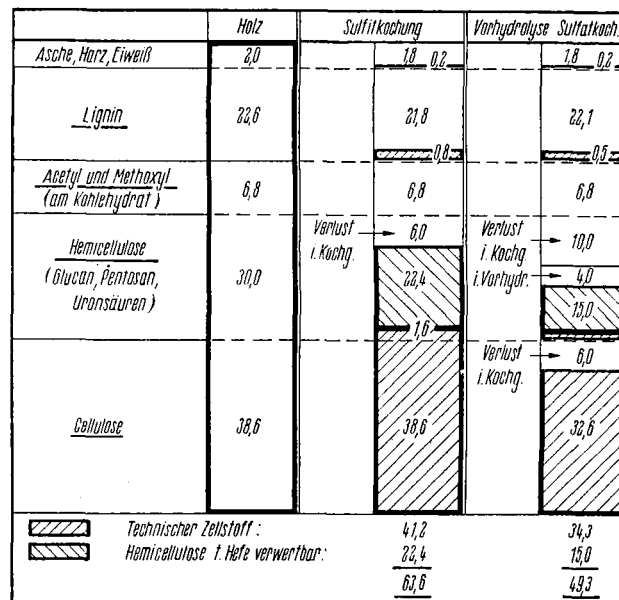 Holz Sulfitkochung Vorhydrolyse Sulfatkoch.
Asche, Harz, Eiweiß 2,0 1,8 0,2 1,8 0,2
Lignin 22,6 21,8 22,1
0,8 0,5
Acetyl und Methoxyl 6,8 6,8 6,8
(am Kohlehydrat)
Verlust 6,0 Verlust 10,0
i. Kochg. i. Kochg.
Hemicellulose
(Glucan, Pentosan, 30,0 22,4 i. Vorhydr. 4,0
Uronsäuren) 15,0
1,6
Verlust 6,0
i. Kochg.
Cellulose 38,6 38,6 32,6
Technischer Zellstoff: 41,2 34,3
Hemicellulose f. Hefe verwertbar: 22,4 15,0
63,6 49,3